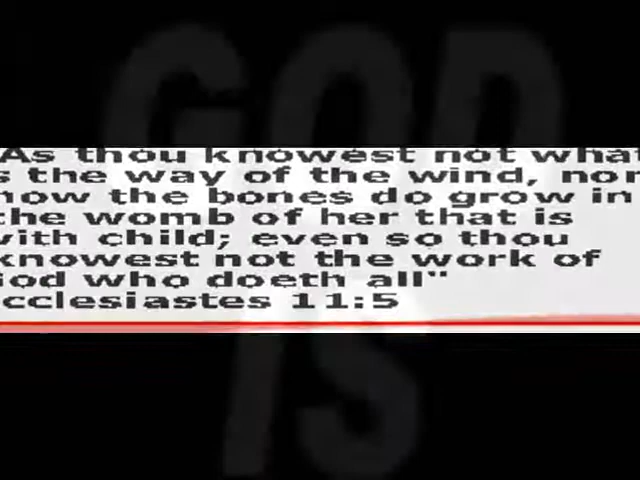 GOD
As thou knowest not what
s the way of the wind, nor
how the bones do grow in
the womb of her that is
with child; even so thou
knowest not the work of
God who doeth all"
cclesiastes 11:5
IS